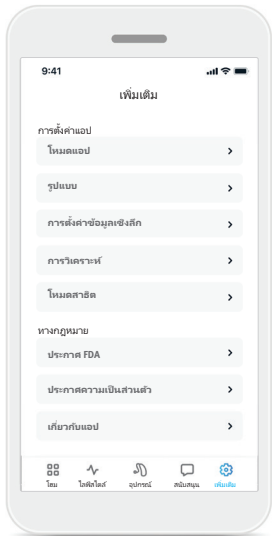 9:41
เพิ่มเติม
การตั้งค่าแอป
โหมดแอป
รูปแบบ
การตั้งค่าข้อมูลเชิงลึก
การวิเคราะห์
โหมดสาธิต
ทางกฎหมาย
ประกาศ FDA
ประกาศความเป็นส่วนตัว
เกี่ยวกับแอป
โฮม ไลฟ์สไตล์ อุปกรณ์ สนับสนุน เพิ่มเติม